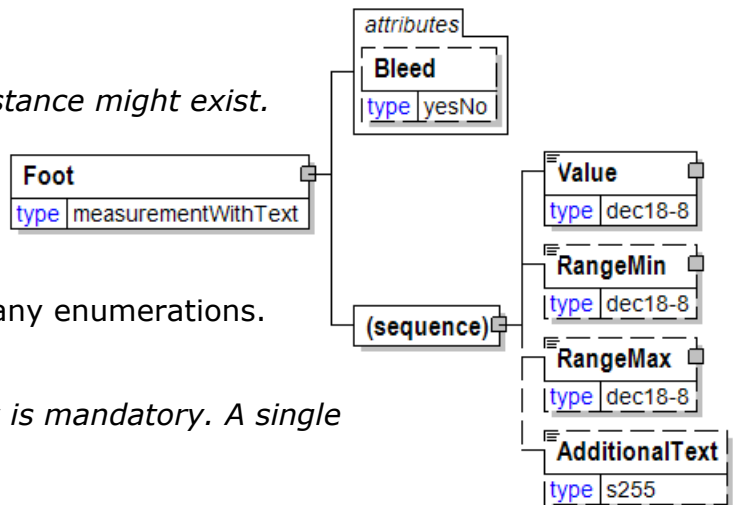 attributes
Bleed
type yesNo
stance might exist.
Foot
type measurementWithText
Value
type dec18-8
RangeMin
type dec18-8
any enumerations.
(sequence)
RangeMax
type dec18-8
is mandatory. A single
AdditionalText
type s255